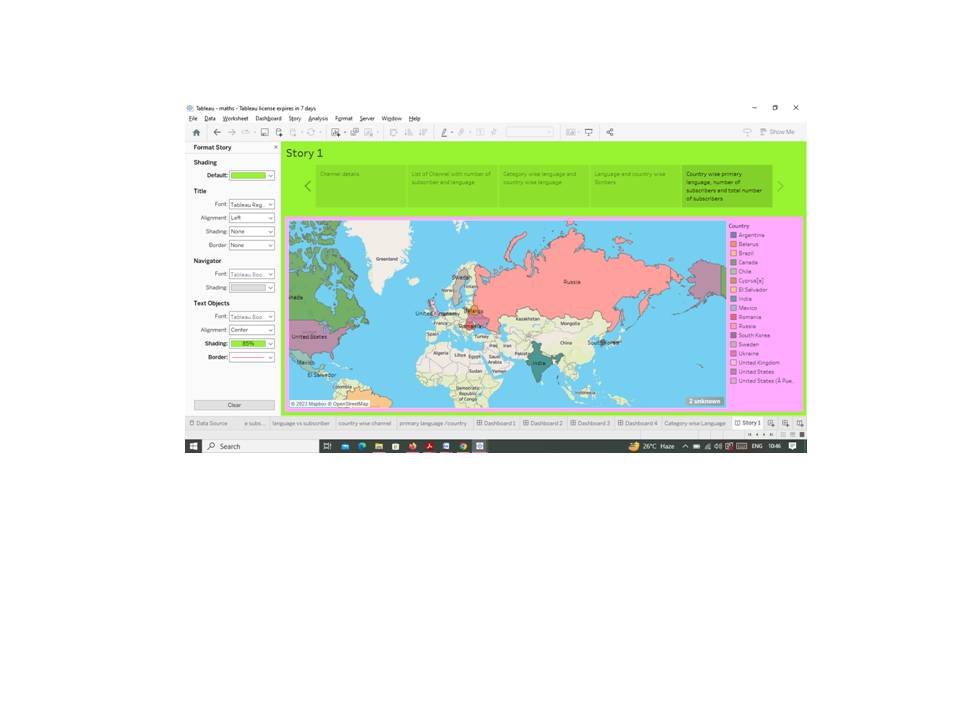 Tableau - maths - Tableau license expires in 7 days
File Data Worksheet Dashboard Story Analysis Format Server Window Help
Show Me
Format Story
Shading
Default:
Title
Font: Tableau Reg...
Alignment: Left
Shading: None
Border: None
Navigator
Font: Tableau Boo...
Shading:
Text Objects
Font: Tableau Boo
Alignment: Center
Shading: 85%
Border:
Clear
Story 1
Channel details
List of Channel with number of
subscriber and language
Category wise language and
country wise language
Language and country wise
Country wise primary
language, number of
subscribers and total number
of subscribers
Greenland
Sweden
Norway
Russia
Belarus
United Kingdom
France
Romania
Spain
Turkey
Kazakhstan
Mongolia
China
South Korea
Iraq
Iran
Pakistan
India
Algeria
Libya
Egypt
Saudi
Arabia
Sudan
Yemen
Democratic
Republic
of Congo
Indonesia
nada
United States
Mexico
El Salvador
Colombia
© 2023 Mapbox © OpenStreetMap
2 unknown
Country
Argentina
Belarus
Brazil
Canada
Chile
Cyprus[e]
El Salvador
India
Mexico
Romania
Russia
South Korea
Sweden
Ukraine
United Kingdom
United States
United States (Â Pue..
Data Source
e subs...
language vs subscriber
country wise channel
primary language /country
Dashboard 1
Dashboard 2
Dashboard 3
Dashboard 4
Category wise Language
Story 1
Search
26°C Haze
ENG
10:46